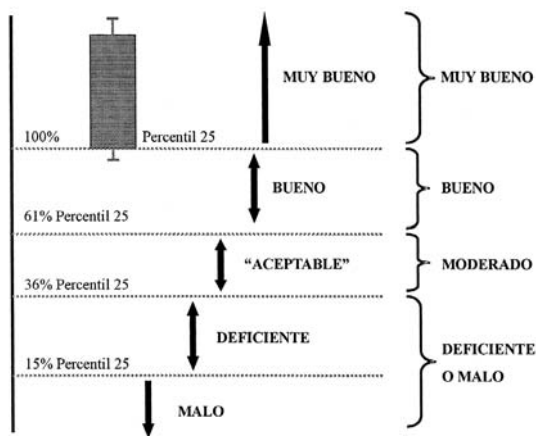 MUY BUENO
MUY BUENO
100% Percentil 25
BUENO
BUENO
61% Percentil 25
“ACEPTABLE”
MODERADO
36% Percentil 25
DEFICIENTE
DEFICIENTE
O MALO
15% Percentil 25
MALO